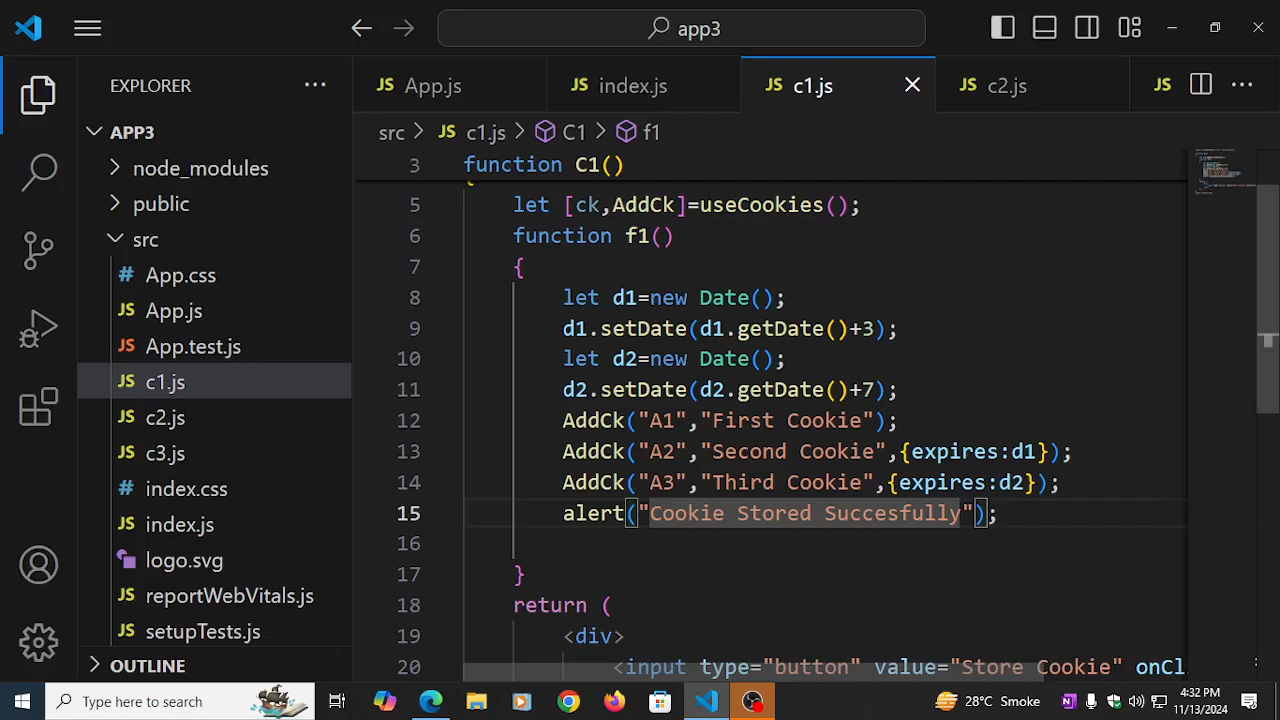 app3
EXPLORER
App.js
index.js
c1.js
c2.js
APP3
src > c1.js > C1 > f1
node_modules
public
src
App.css
App.js
App.test.js
c1.js
c2.js
c3.js
index.css
index.js
logo.svg
reportWebVitals.js
setupTests.js
OUTLINE
3 function C1()
{
5 let [ck,AddCk]=useCookies();
6 function f1()
7 {
8 let d1=new Date();
9 d1.setDate(d1.getDate()+3);
10 let d2=new Date();
11 d2.setDate(d2.getDate()+7);
12 AddCk("A1","First Cookie");
13 AddCk("A2","Second Cookie",{expires:d1});
14 AddCk("A3","Third Cookie",{expires:d2});
15 alert("Cookie Stored Succesfully");
16
17 }
18 return (
19 <div>
20 <input type="button" value="Store Cookie" onCl
Type here to search
28°C Smoke
4:32 PM
11/13/2024